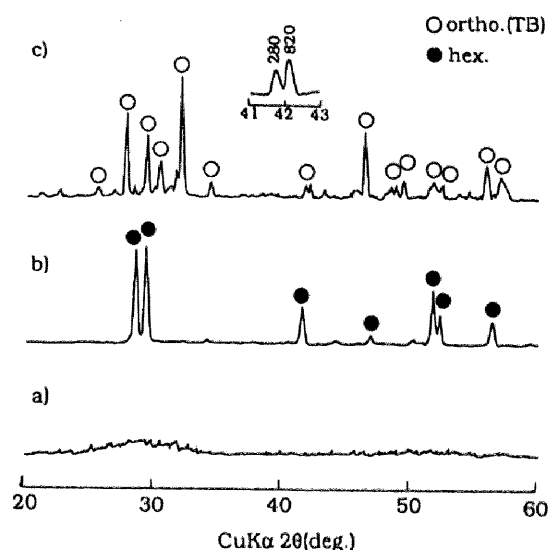 c)
280
820
41 42 43
○ ortho.(TB)
● hex.
b)
a)
20 30 40 50 60
CuKα 2θ(deg.)